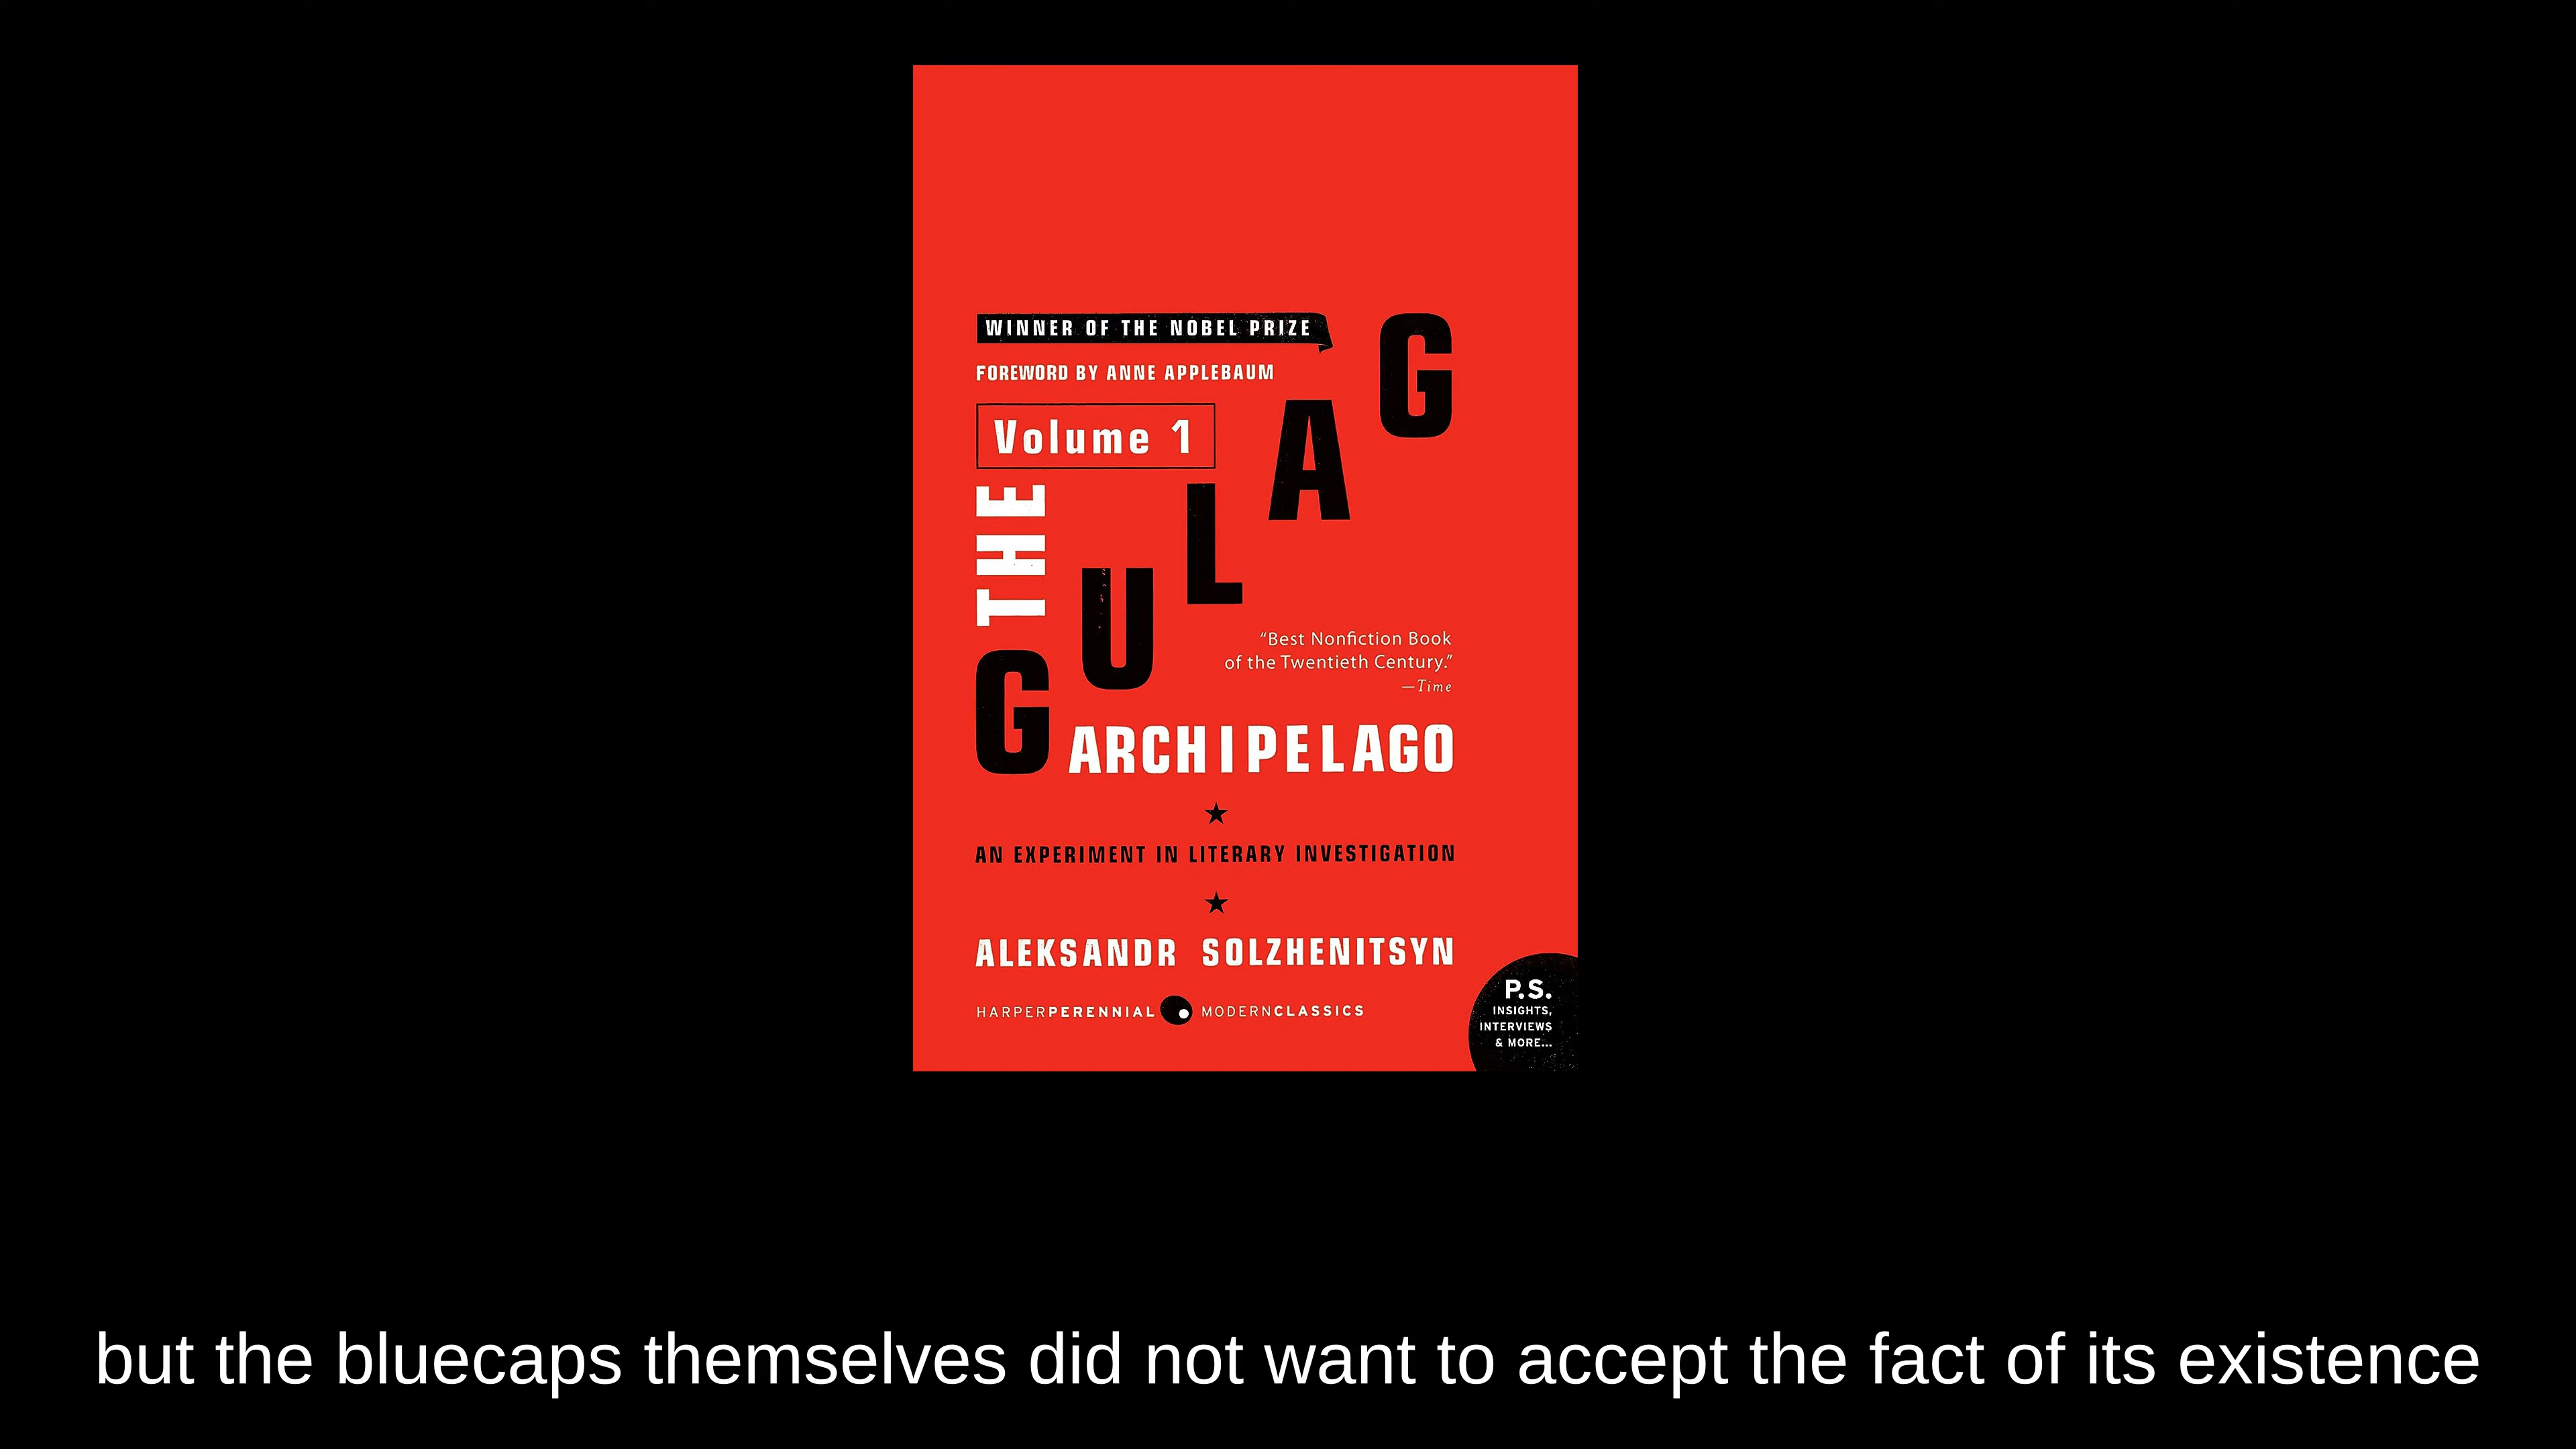 WINNER OF THE NOBEL PRIZE
FOREWORD BY ANNE APPLEBAUM
Volume 1
THE
GULAG
ARCHIPELAGO
“Best Nonfiction Book
of the Twentieth Century.”
—Time
AN EXPERIMENT IN LITERARY INVESTIGATION
ALEKSANDR SOLZHENITSYN
HARPERPERENNIAL MODERNCLASSICS
P.S.
INSIGHTS,
INTERVIEWS
& MORE...
but the bluecaps themselves did not want to accept the fact of its existence